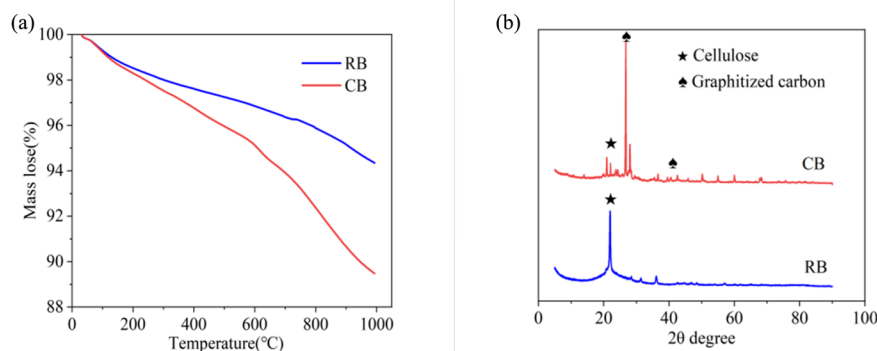 (a)
100
98
96
94
92
90
88
Mass lose(%)
RB
CB
0
200
400
600
800
1000
Temperature(℃)
(b)
★ Cellulose
♠ Graphitized carbon
CB
RB
0
20
40
60
80
100
2θ degree